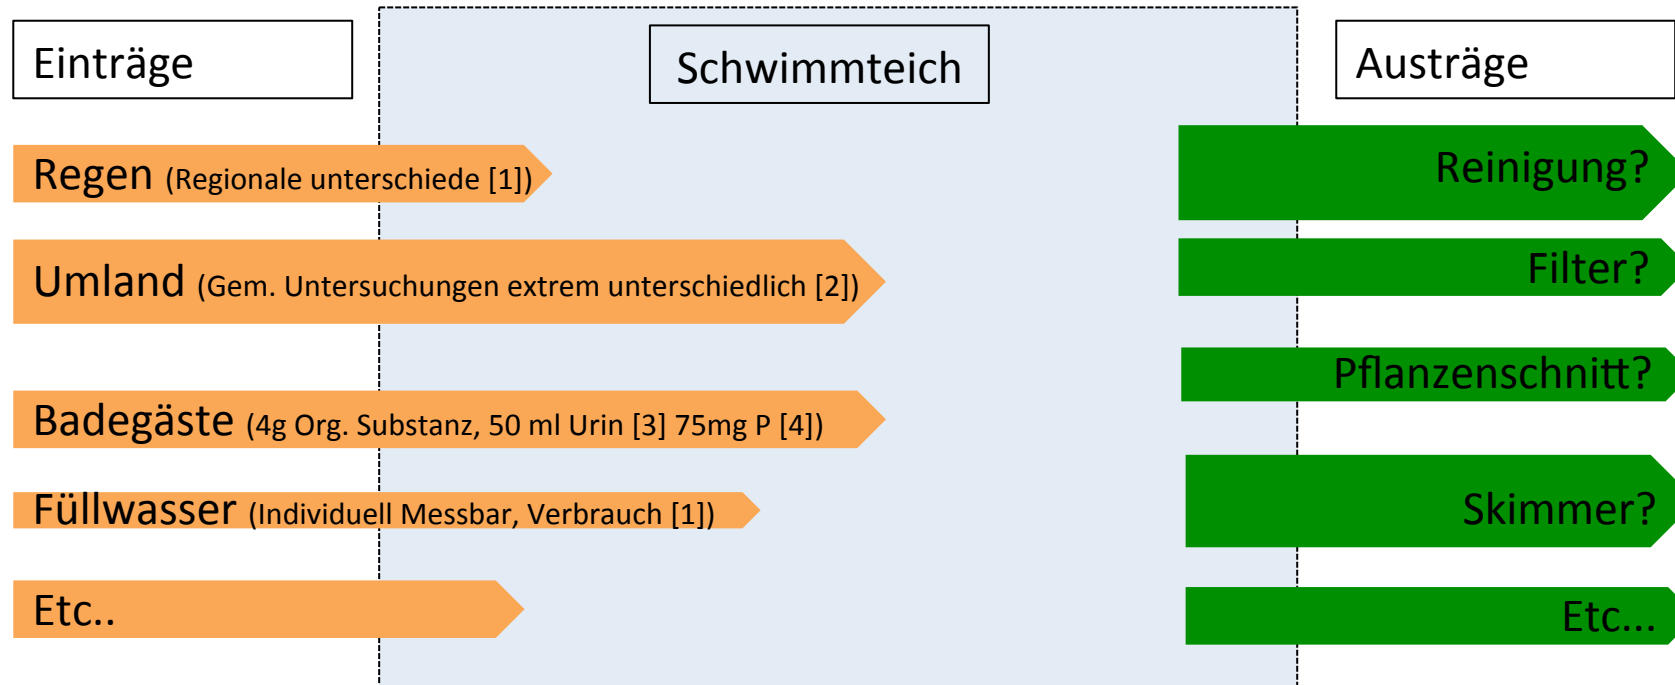 Einträge
Schwimmteich
Austräge
Regen (Regionale unterschiede [1])
Reinigung?
Umland (Gem. Untersuchungen extrem unterschiedlich [2])
Filter?
Pflanzenschnitt?
Badegäste (4g Org. Substanz, 50 ml Urin [3] 75mg P [4])
Füllwasser (Individuell Messbar, Verbrauch [1])
Skimmer?
Etc..
Etc...